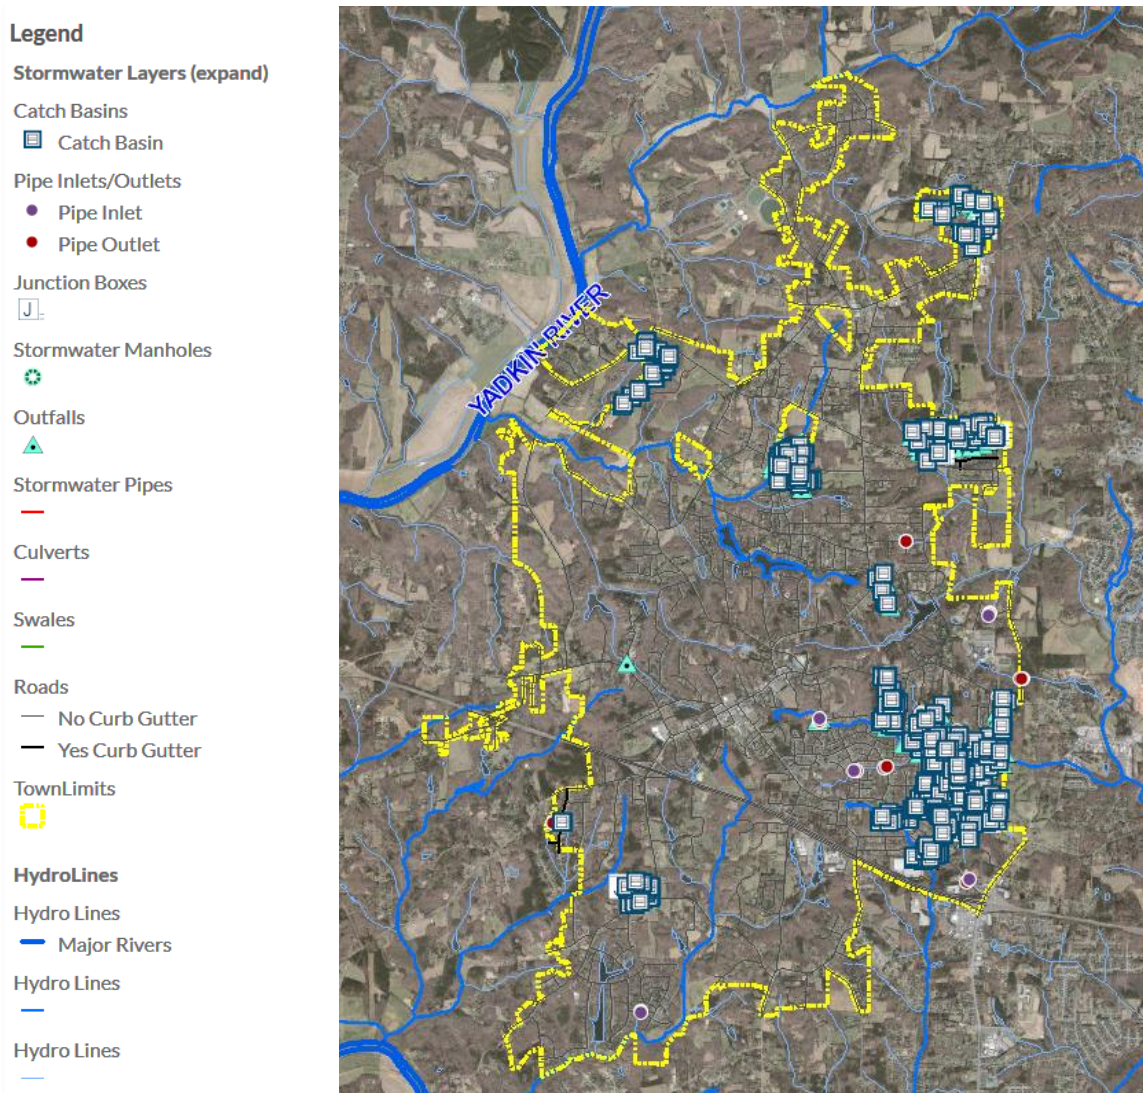 Legend
Stormwater Layers (expand)
Catch Basins
Catch Basin
Pipe Inlets/Outlets
Pipe Inlet
Pipe Outlet
Junction Boxes
J
Stormwater Manholes
Outfalls
Stormwater Pipes
Culverts
Swales
Roads
No Curb Gutter
Yes Curb Gutter
TownLimits
HydroLines
Hydro Lines
Major Rivers
Hydro Lines
Hydro Lines
YADKIN RIVER